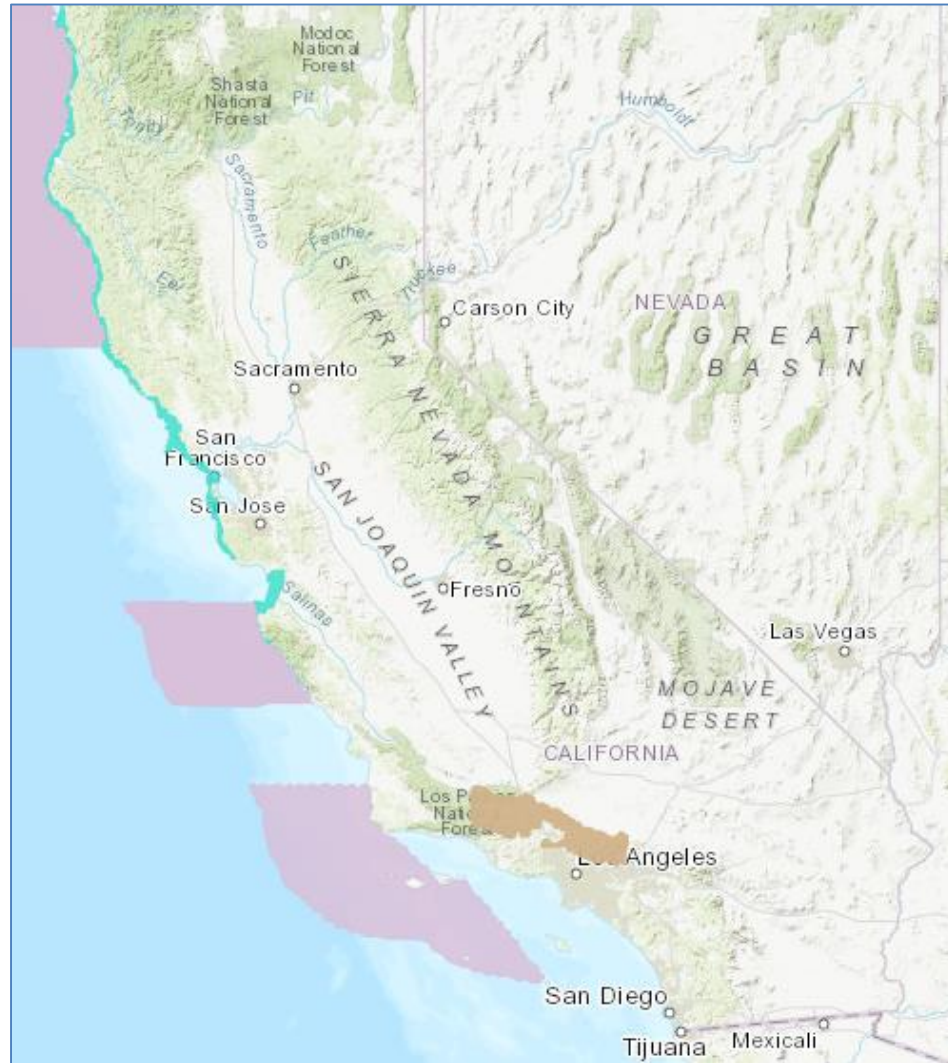 Modoc
National
Forest
Shasta
National
Forest
Pit
Trinity
Humboldt
Sacramento
Feather
Truckee
Eel
Carson City
NEVADA
GREAT
BASIN
SIERRA NEVADA MOUNTAINS
Sacramento
San
Francisco
San Jose
SAN JOAQUIN VALLEY
Fresno
Salinas
Las Vegas
MOJAVE
DESERT
CALIFORNIA
Los
Forest
Los Angeles
San Diego
Tijuana
Mexicali